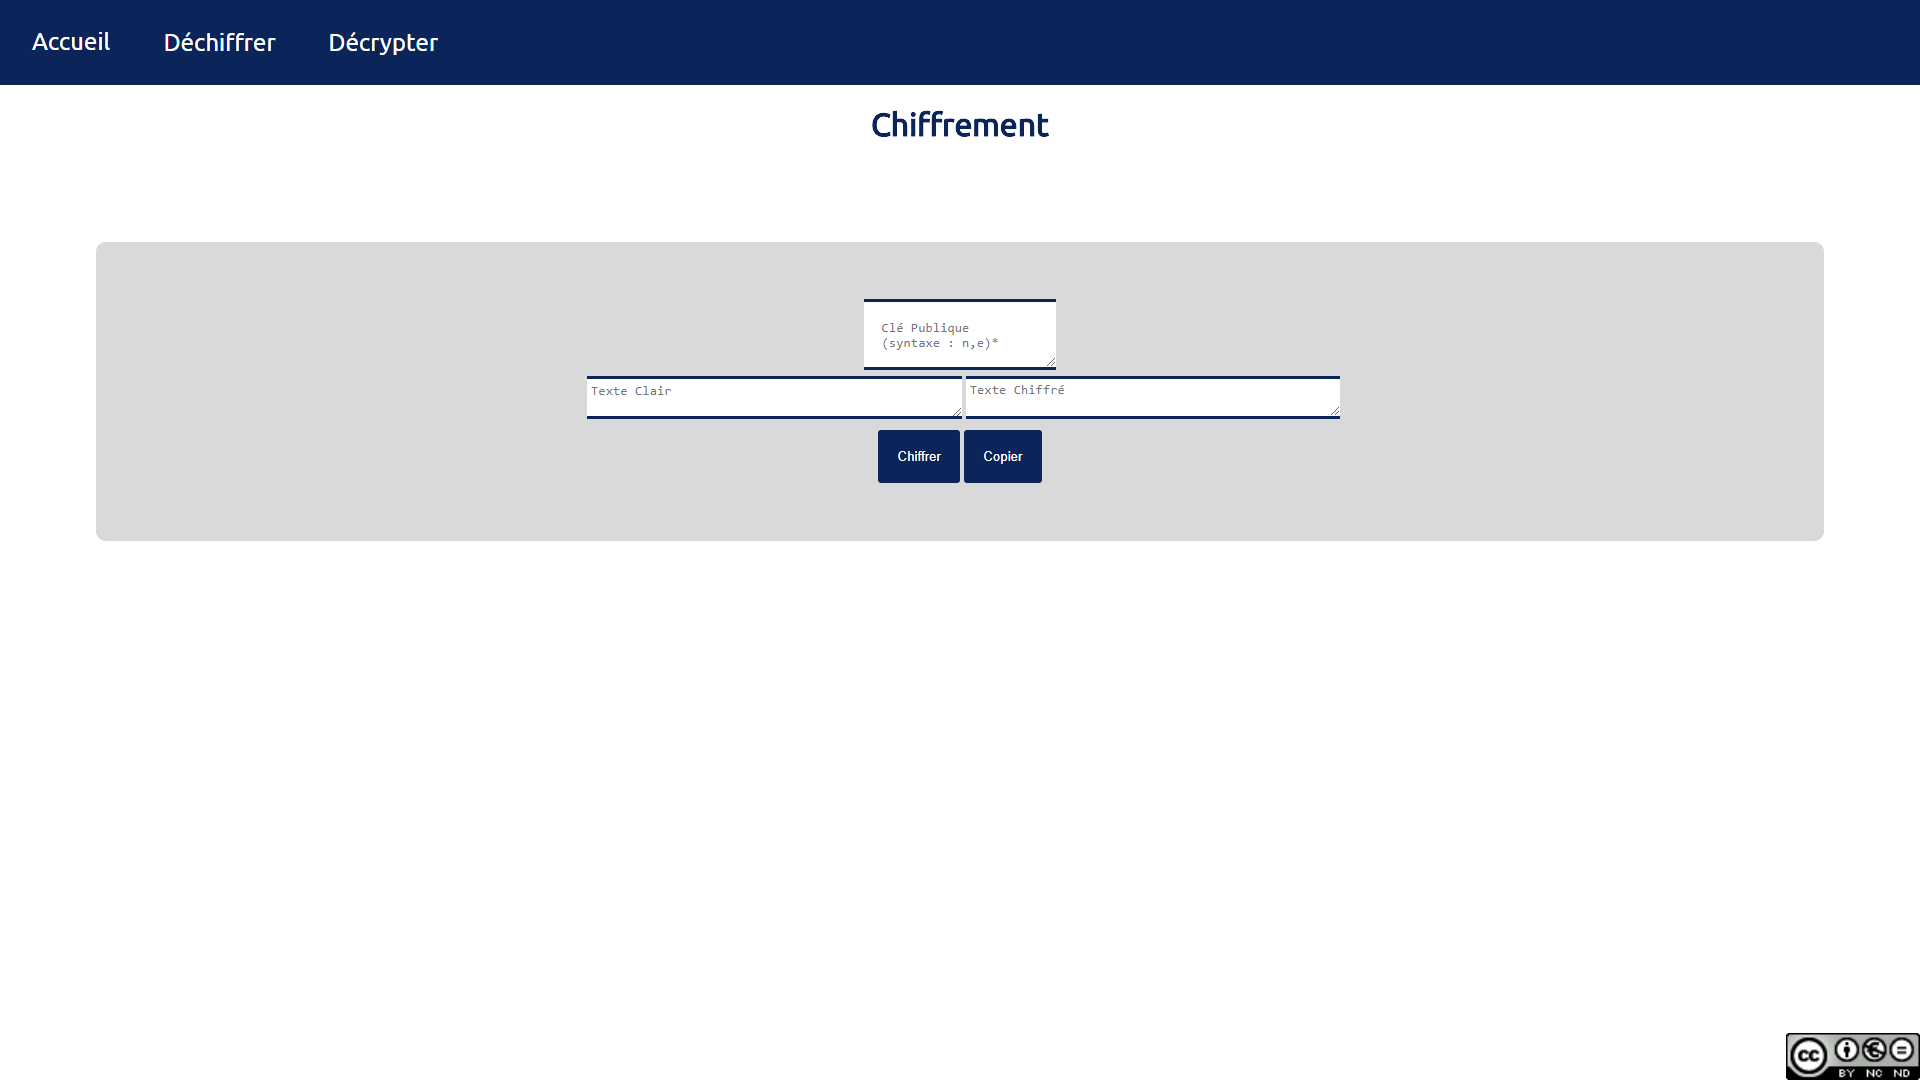 Accueil Déchiffrer Décrypter
Chiffrement
Clé Publique
(syntaxe : n,e)*
Texte Clair Texte Chiffré
Chiffrer Copier
cc
BY NC ND